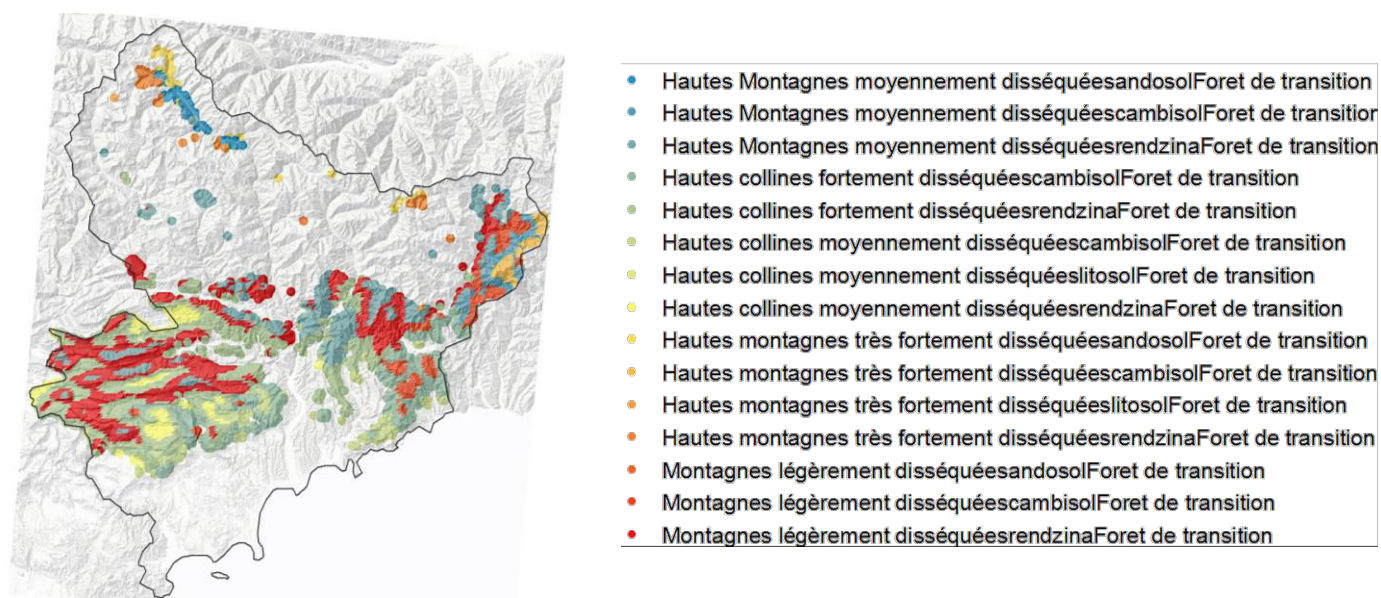 Hautes Montagnes moyennement disséquéesandosolForet de transition
Hautes Montagnes moyennement disséquéescambisolForet de transition
Hautes Montagnes moyennement disséquéesrendzinaForet de transition
Hautes collines fortement disséquéescambisolForet de transition
Hautes collines fortement disséquéesrendzinaForet de transition
Hautes collines moyennement disséquéescambisolForet de transition
Hautes collines moyennement disséquéeslitosolForet de transition
Hautes collines moyennement disséquéesrendzinaForet de transition
Hautes montagnes très fortement disséquéesandosolForet de transition
Hautes montagnes très fortement disséquéescambisolForet de transition
Hautes montagnes très fortement disséquéeslitosolForet de transition
Hautes montagnes très fortement disséquéesrendzinaForet de transition
Montagnes légèrement disséquéesandosolForet de transition
Montagnes légèrement disséquéescambisolForet de transition
Montagnes légèrement disséquéesrendzinaForet de transition